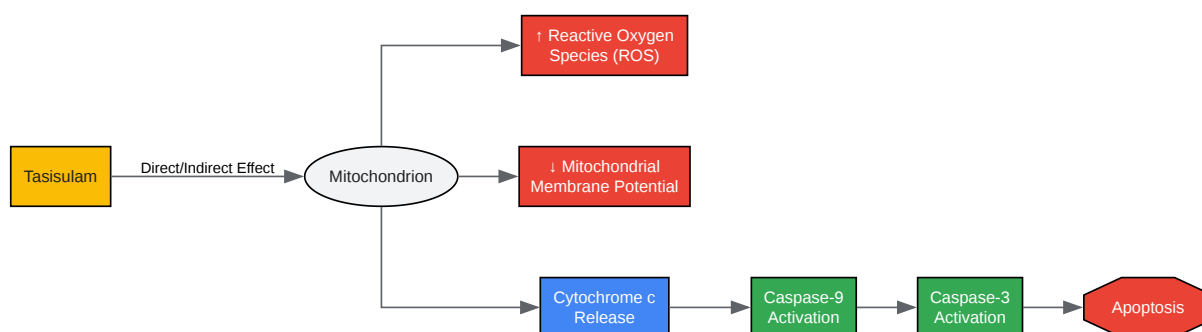 ↑ Reactive Oxygen
Species (ROS)
Tasisulam
Direct/Indirect Effect
Mitochondrion
↓ Mitochondrial
Membrane Potential
Cytochrome c
Release
Caspase-9
Activation
Caspase-3
Activation
Apoptosis